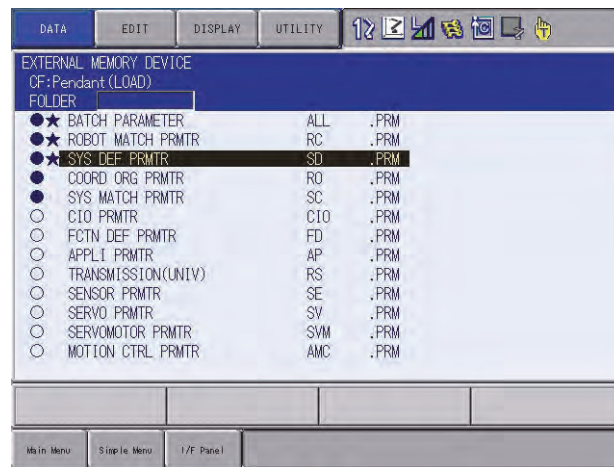 DATA EDIT DISPLAY UTILITY
EXTERNAL MEMORY DEVICE
CF:Pendant(LOAD)
FOLDER
●★ BATCH PARAMETER ALL .PRM
●★ ROBOT MATCH PRMTR RC .PRM
●★ SYS DEF PRMTR SD .PRM
● COORD ORG PRMTR RO .PRM
● SYS MATCH PRMTR SC .PRM
○ CIO PRMTR CIO .PRM
○ FCTN DEF PRMTR FD .PRM
○ APPLI PRMTR AP .PRM
○ TRANSMISSION(UNIV) RS .PRM
○ SENSOR PRMTR SE .PRM
○ SERVO PRMTR SV .PRM
○ SERVOMOTOR PRMTR SVM .PRM
○ MOTION CTRL PRMTR AMC .PRM
Main Menu Simple Menu I/F Panel